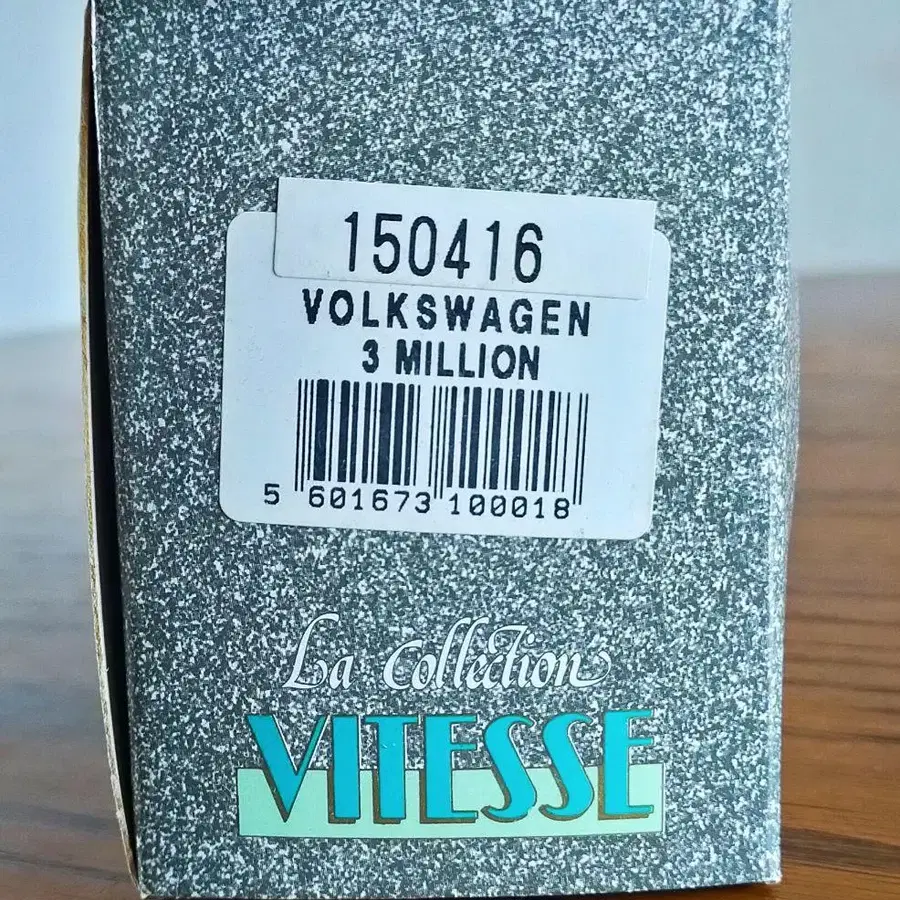 150416
VOLKSWAGEN
3 MILLION
5 601673 100018
La Collection
VITESSE